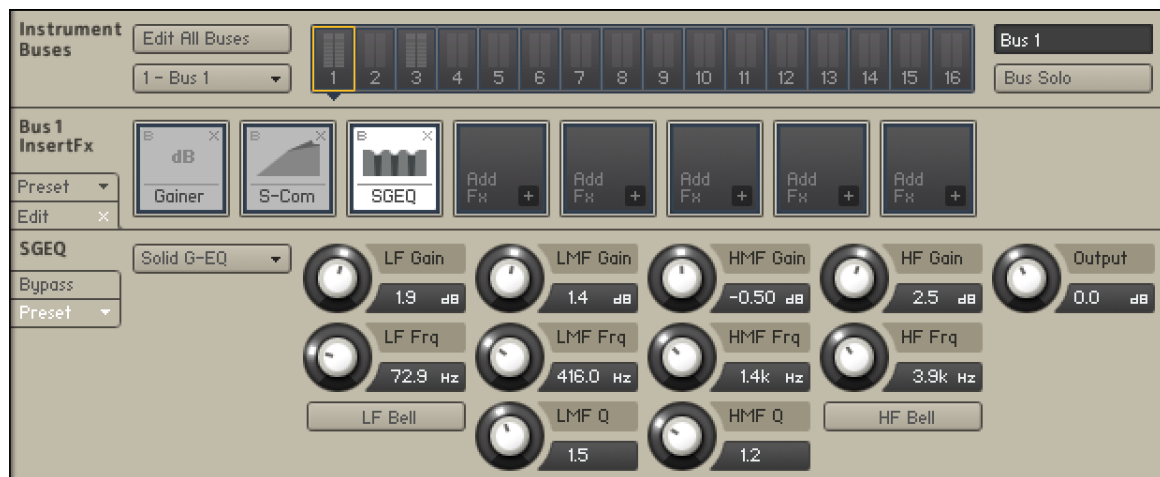 Instrument Buses
Edit All Buses
1 - Bus 1
1 2 3 4 5 6 7 8 9 10 11 12 13 14 15 16
Bus 1
Bus Solo
Bus 1 InsertFx
Preset
Edit x
B X
dB
Gainer
B X
S-Com
B X
SGEQ
Add Fx +
Add Fx +
Add Fx +
Add Fx +
Add Fx +
SGEQ
Bypass
Preset
Solid G-EQ
LF Gain
1.9 dB
LMF Gain
1.4 dB
HMF Gain
-0.50 dB
HF Gain
2.5 dB
Output
0.0 dB
LF Frq
72.9 Hz
LMF Frq
416.0 Hz
HMF Frq
1.4k Hz
HF Frq
3.9k Hz
LF Bell
LMF Q
1.5
HMF Q
1.2
HF Bell